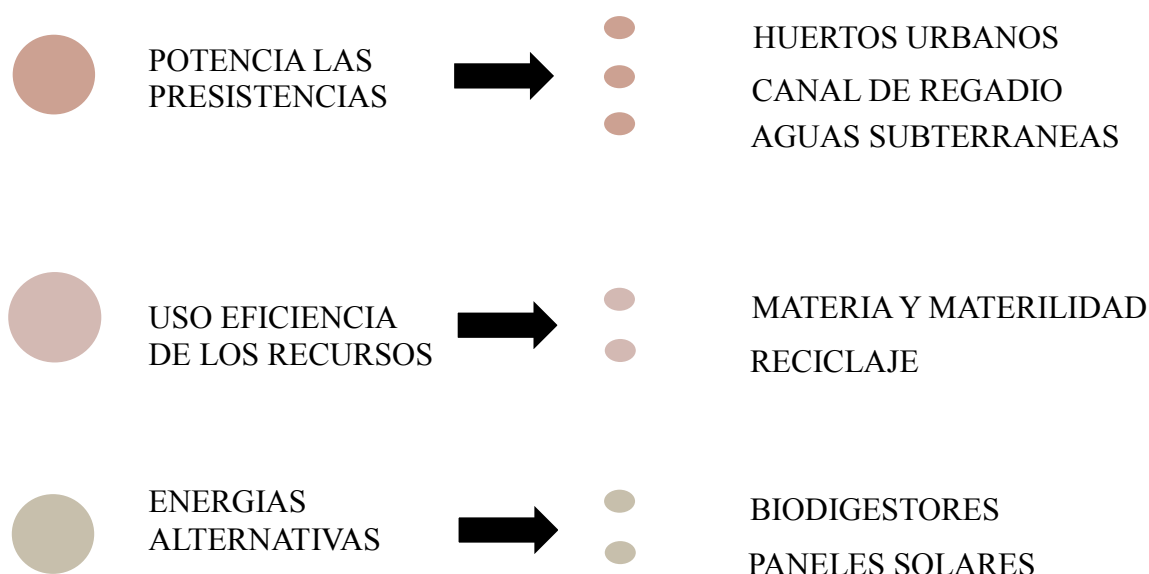 POTENCIA LAS
PRESISTENCIAS
HUERTOS URBANOS
CANAL DE REGADIO
AGUAS SUBTERRANEAS
USO EFICIENCIA
DE LOS RECURSOS
MATERIA Y MATERILIDAD
RECICLAJE
ENERGIAS
ALTERNATIVAS
BIODIGESTORES
PANELES SOLARES